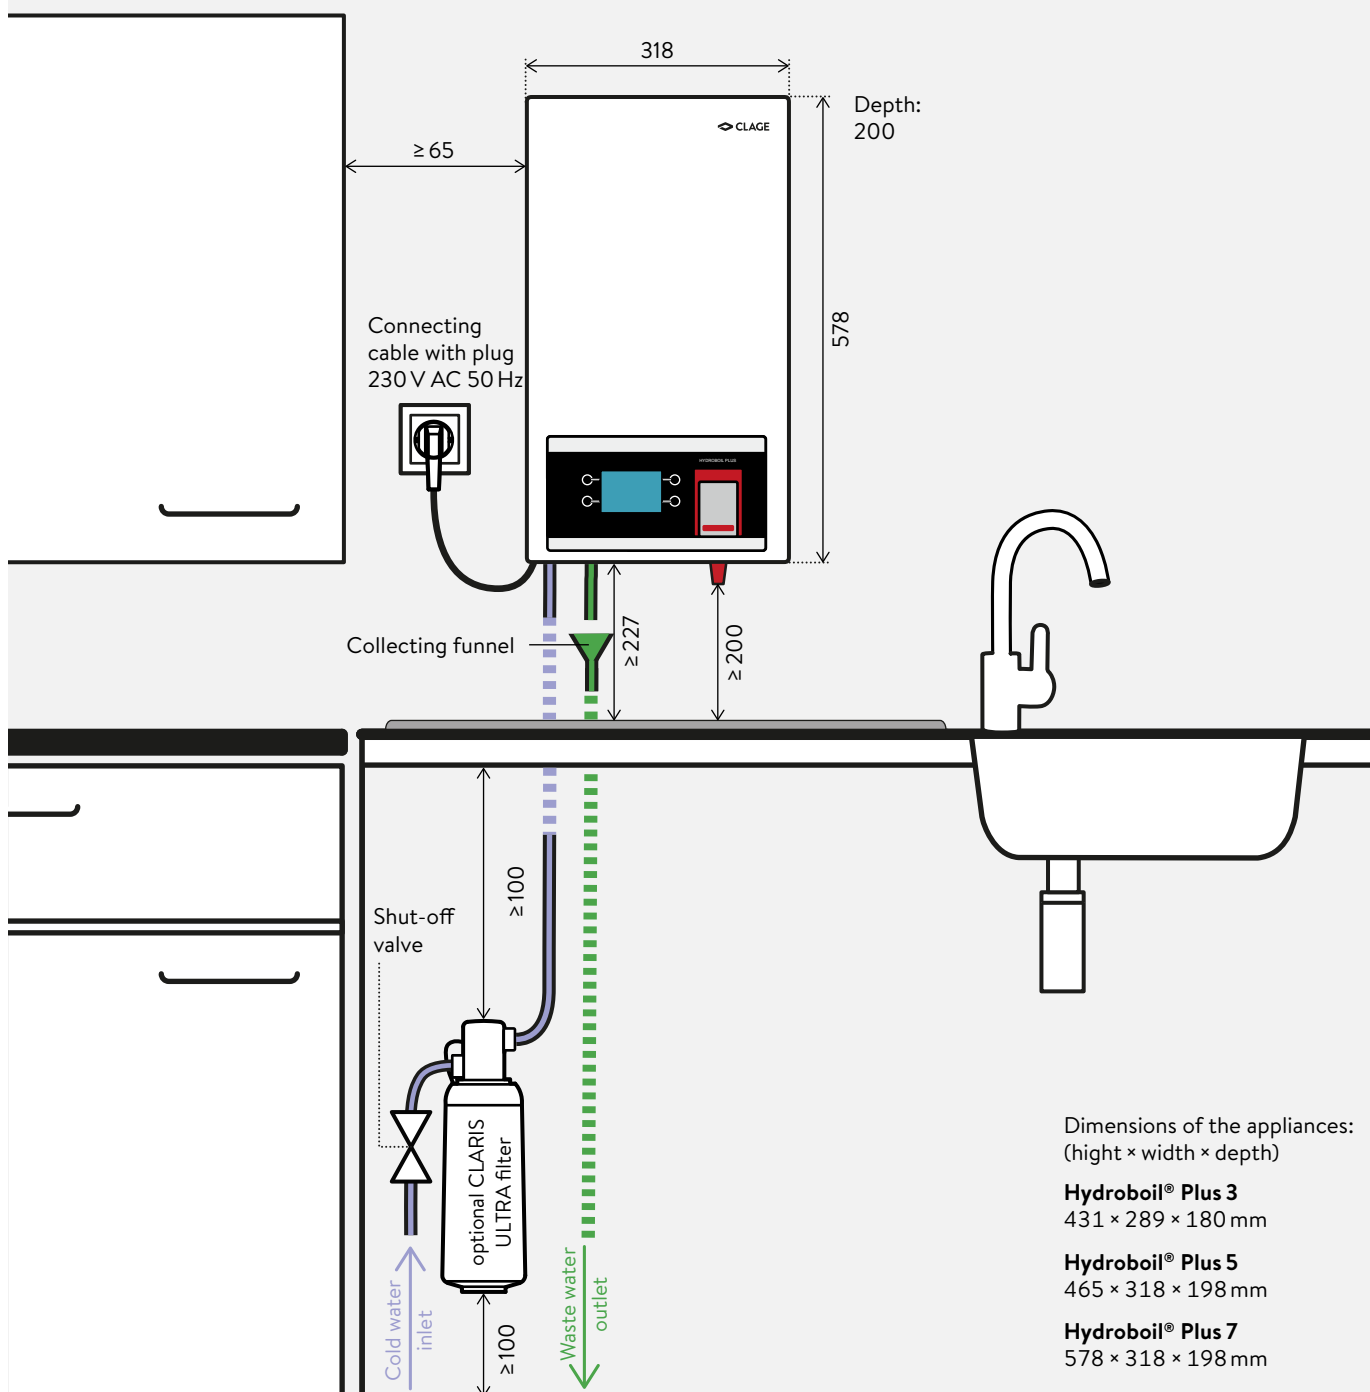 318
Depth:
200
CLAGE
≥ 65
578
Connecting
cable with plug
230 V AC 50 Hz
HYDROBOIL PLUS
Collecting funnel
≥ 227
≥ 200
≥100
Shut-off
valve
optional CLARIS
ULTRA filter
Cold water
inlet
Waste water
outlet
≥100
Dimensions of the appliances:
(hight × width × depth)
Hydroboil® Plus 3
431 × 289 × 180 mm
Hydroboil® Plus 5
465 × 318 × 198 mm
Hydroboil® Plus 7
578 × 318 × 198 mm